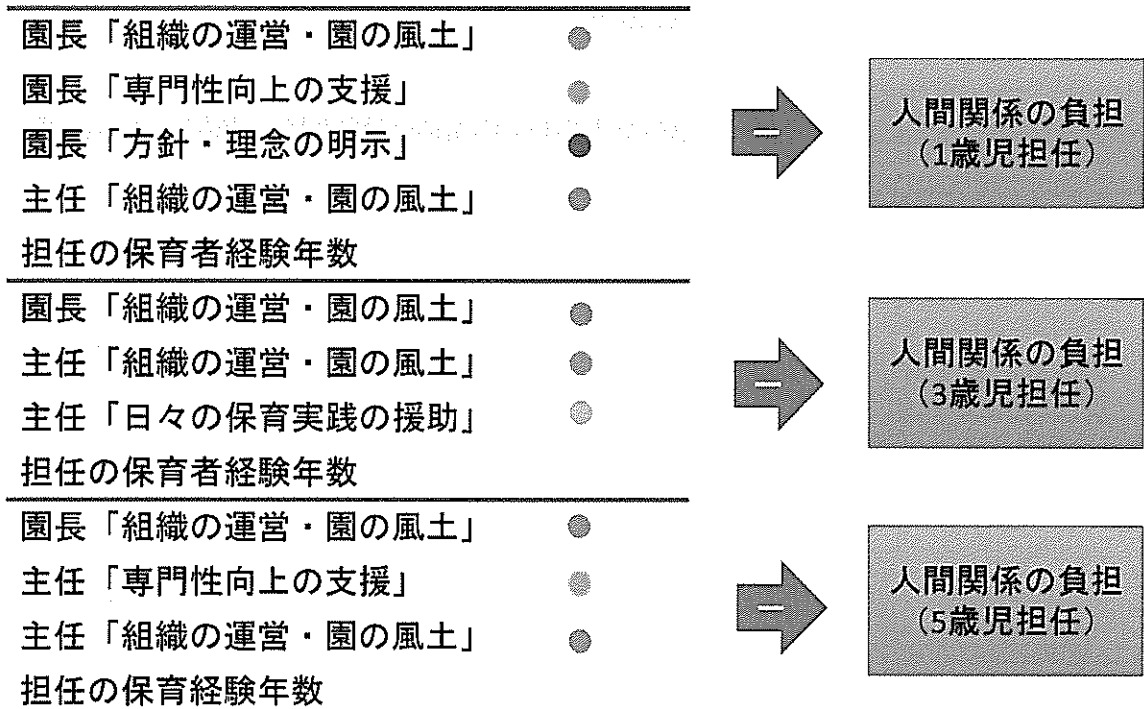 園長「組織の運営・園の風土」
園長「専門性向上の支援」
園長「方針・理念の明示」
主任「組織の運営・園の風土」
担任の保育者経験年数
−
人間関係の負担
（1歳児担任）
園長「組織の運営・園の風土」
主任「組織の運営・園の風土」
主任「日々の保育実践の援助」
担任の保育者経験年数
−
人間関係の負担
（3歳児担任）
園長「組織の運営・園の風土」
主任「専門性向上の支援」
主任「組織の運営・園の風土」
担任の保育経験年数
−
人間関係の負担
（5歳児担任）